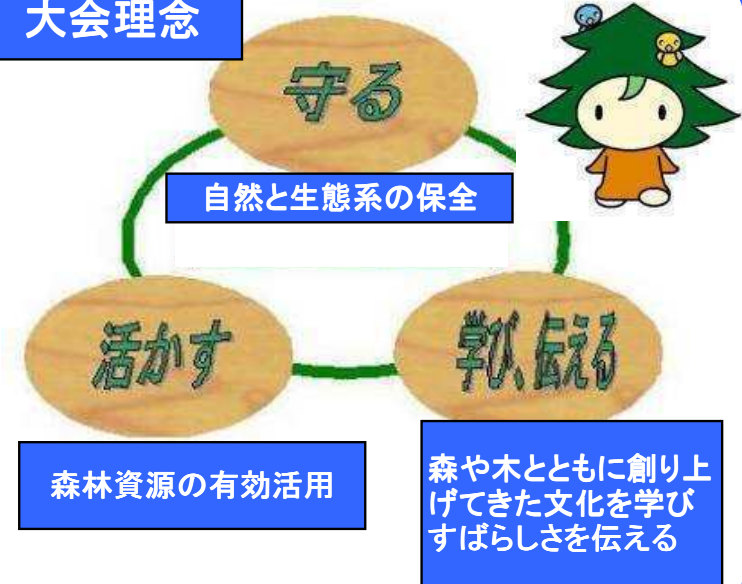 大会理念
守る
自然と生態系の保全
活かす
学び、伝える
森林資源の有効活用
森や木とともに創り上
げてきた文化を学び
すばらしさを伝える